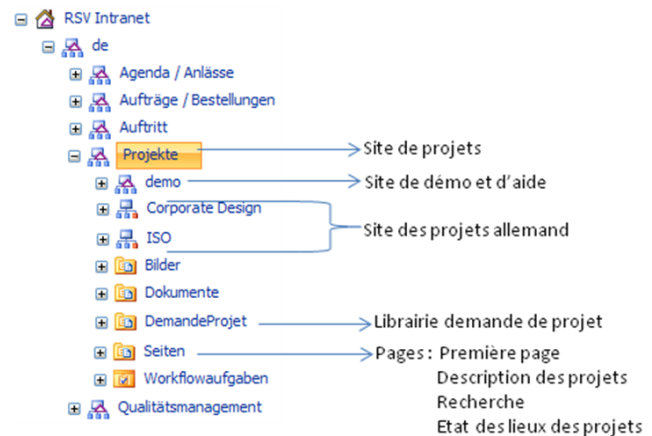 RSV Intranet
de
Agenda / Anlässe
Aufträge / Bestellungen
Auftritt
Projekte
Site de projets
demo
Site de démo et d'aide
Corporate Design
Site des projets allemand
ISO
Bilder
Dokumente
DemandeProjet
Librairie demande de projet
Seiten
Pages : Première page
Workflowaufgaben
Description des projets
Qualitätsmanagement
Recherche
Etat des lieux des projets